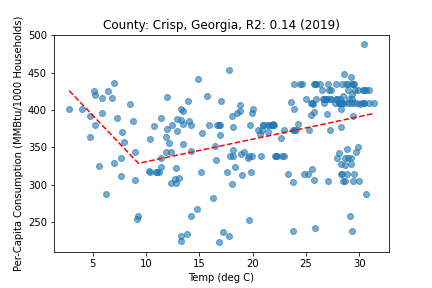 County: Crisp, Georgia, R2: 0.14 (2019)
Per-Capita Consumption (MMBtu/1000 Households)
500
450
400
350
300
250
5 10 15 20 25 30
Temp (deg C)